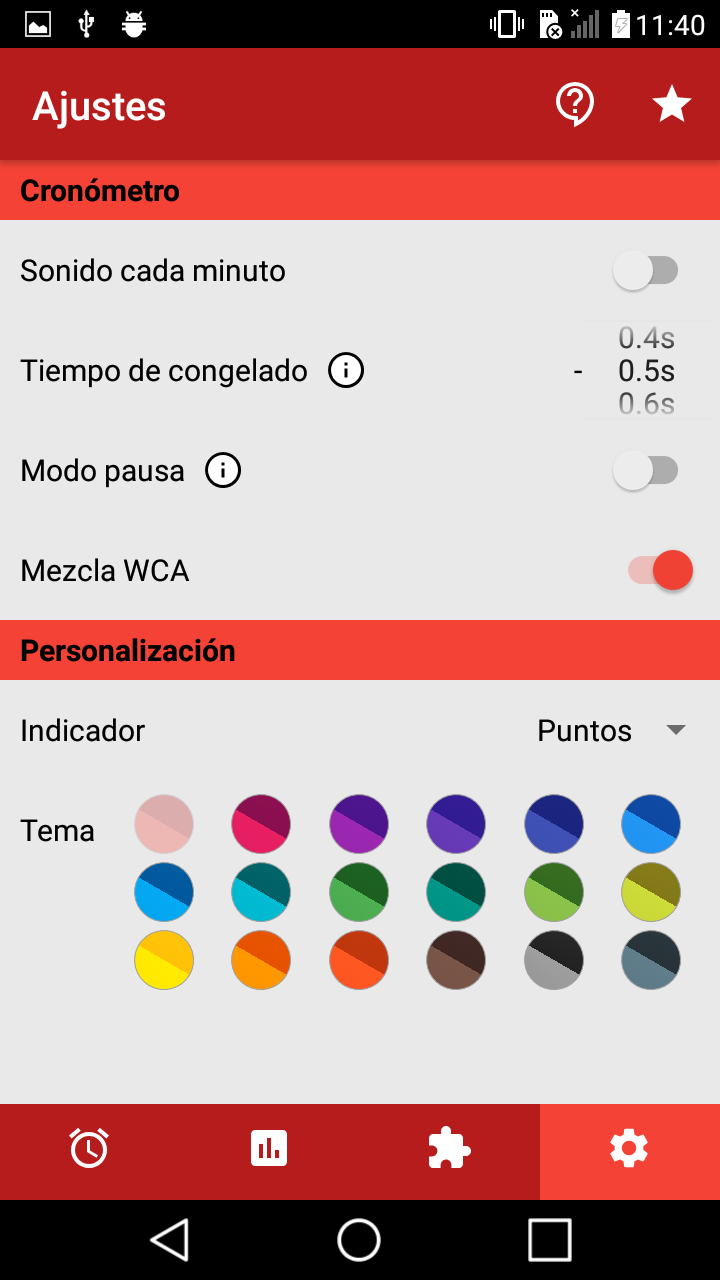 11:40
Ajustes
Cronómetro
Sonido cada minuto
0.4s
Tiempo de congelado - 0.5s
0.6s
Modo pausa
Mezcla WCA
Personalización
Indicador Puntos
Tema